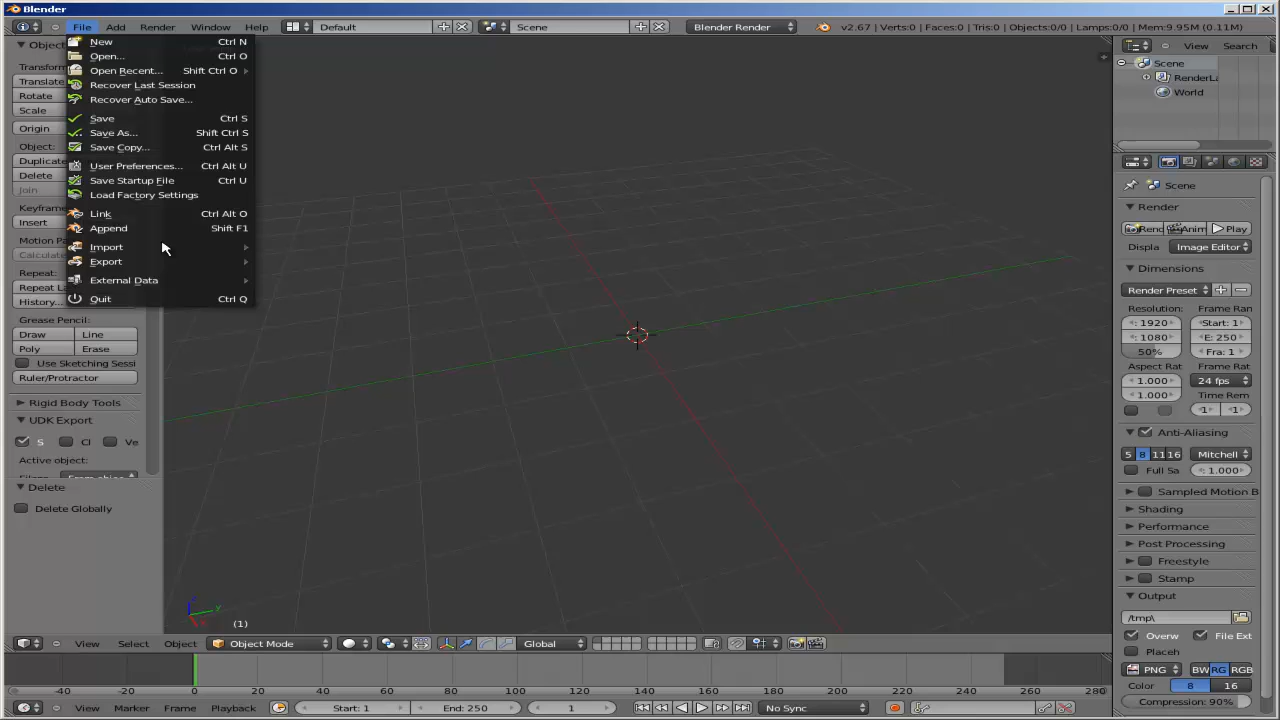 Blender
File Add Render Window Help Default Scene Blender Render v2.67 | Verts:0 | Faces:0 | Tris:0 | Objects:0/0 | Lamps:0/0 | Mem:9.95M (0.11M)
New Ctrl N
Open... Ctrl O
Open Recent... Shift Ctrl O
Recover Last Session
Recover Auto Save...
Save Ctrl S
Save As... Shift Ctrl S
Save Copy... Ctrl Alt S
User Preferences... Ctrl Alt U
Save Startup File Ctrl U
Load Factory Settings
Link Ctrl Alt O
Append Shift F1
Import
Export
External Data
Quit Ctrl Q
Object
Transform
Translate
Rotate
Scale
Origin
Object:
Duplicate
Delete
Join
Keyframe
Insert
Motion Pa
Calculate
Repeat:
Repeat La
History...
Grease Pencil:
Draw Line
Poly Erase
Use Sketching Sessi
Ruler/Protractor
Rigid Body Tools
UDK Export
S Cl Ve
Active object:
Delete
Delete Globally
z
y
x
(1)
View Search
Scene
RenderLa
World
Scene
Render
Rend Anim Play
Displa Image Editor
Dimensions
Render Preset
Resolution: Frame Ran
: 1920 Start: 1
: 1080 E: 250
50% Fra: 1
Aspect Rat Frame Rat
: 1.000 24 fps
: 1.000 Time Rem
:1 :1
Anti-Aliasing
5 8 11 16 Mitchell
Full Sa : 1.000
Sampled Motion B
Shading
Performance
Post Processing
Freestyle
Stamp
Output
/tmp\
Overw File Ext
Placeh
PNG BW RG RGB
Color 8 16
Compression: 90%
View Select Object Object Mode Global
-40 -20 0 20 40 60 80 100 120 140 160 180 200 220 240 260 280
View Marker Frame Playback Start: 1 End: 250 1 No Sync